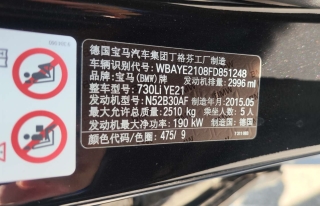 德国宝马汽车集团丁格芬工厂制造
车辆识别代号: WBAYE2108FD851248
发动机排量: 2996 ml
品牌: 宝马(BMW)牌
型号: 730Li YE21
发动机型号: N52B30AF 制造年月: 2015.05
最大允许总质量: 2510 kg 乘坐人数: 5 人
发动机最大净功率: 190 kW 制造国: 德国
颜色代码/色圈: 475/ 9